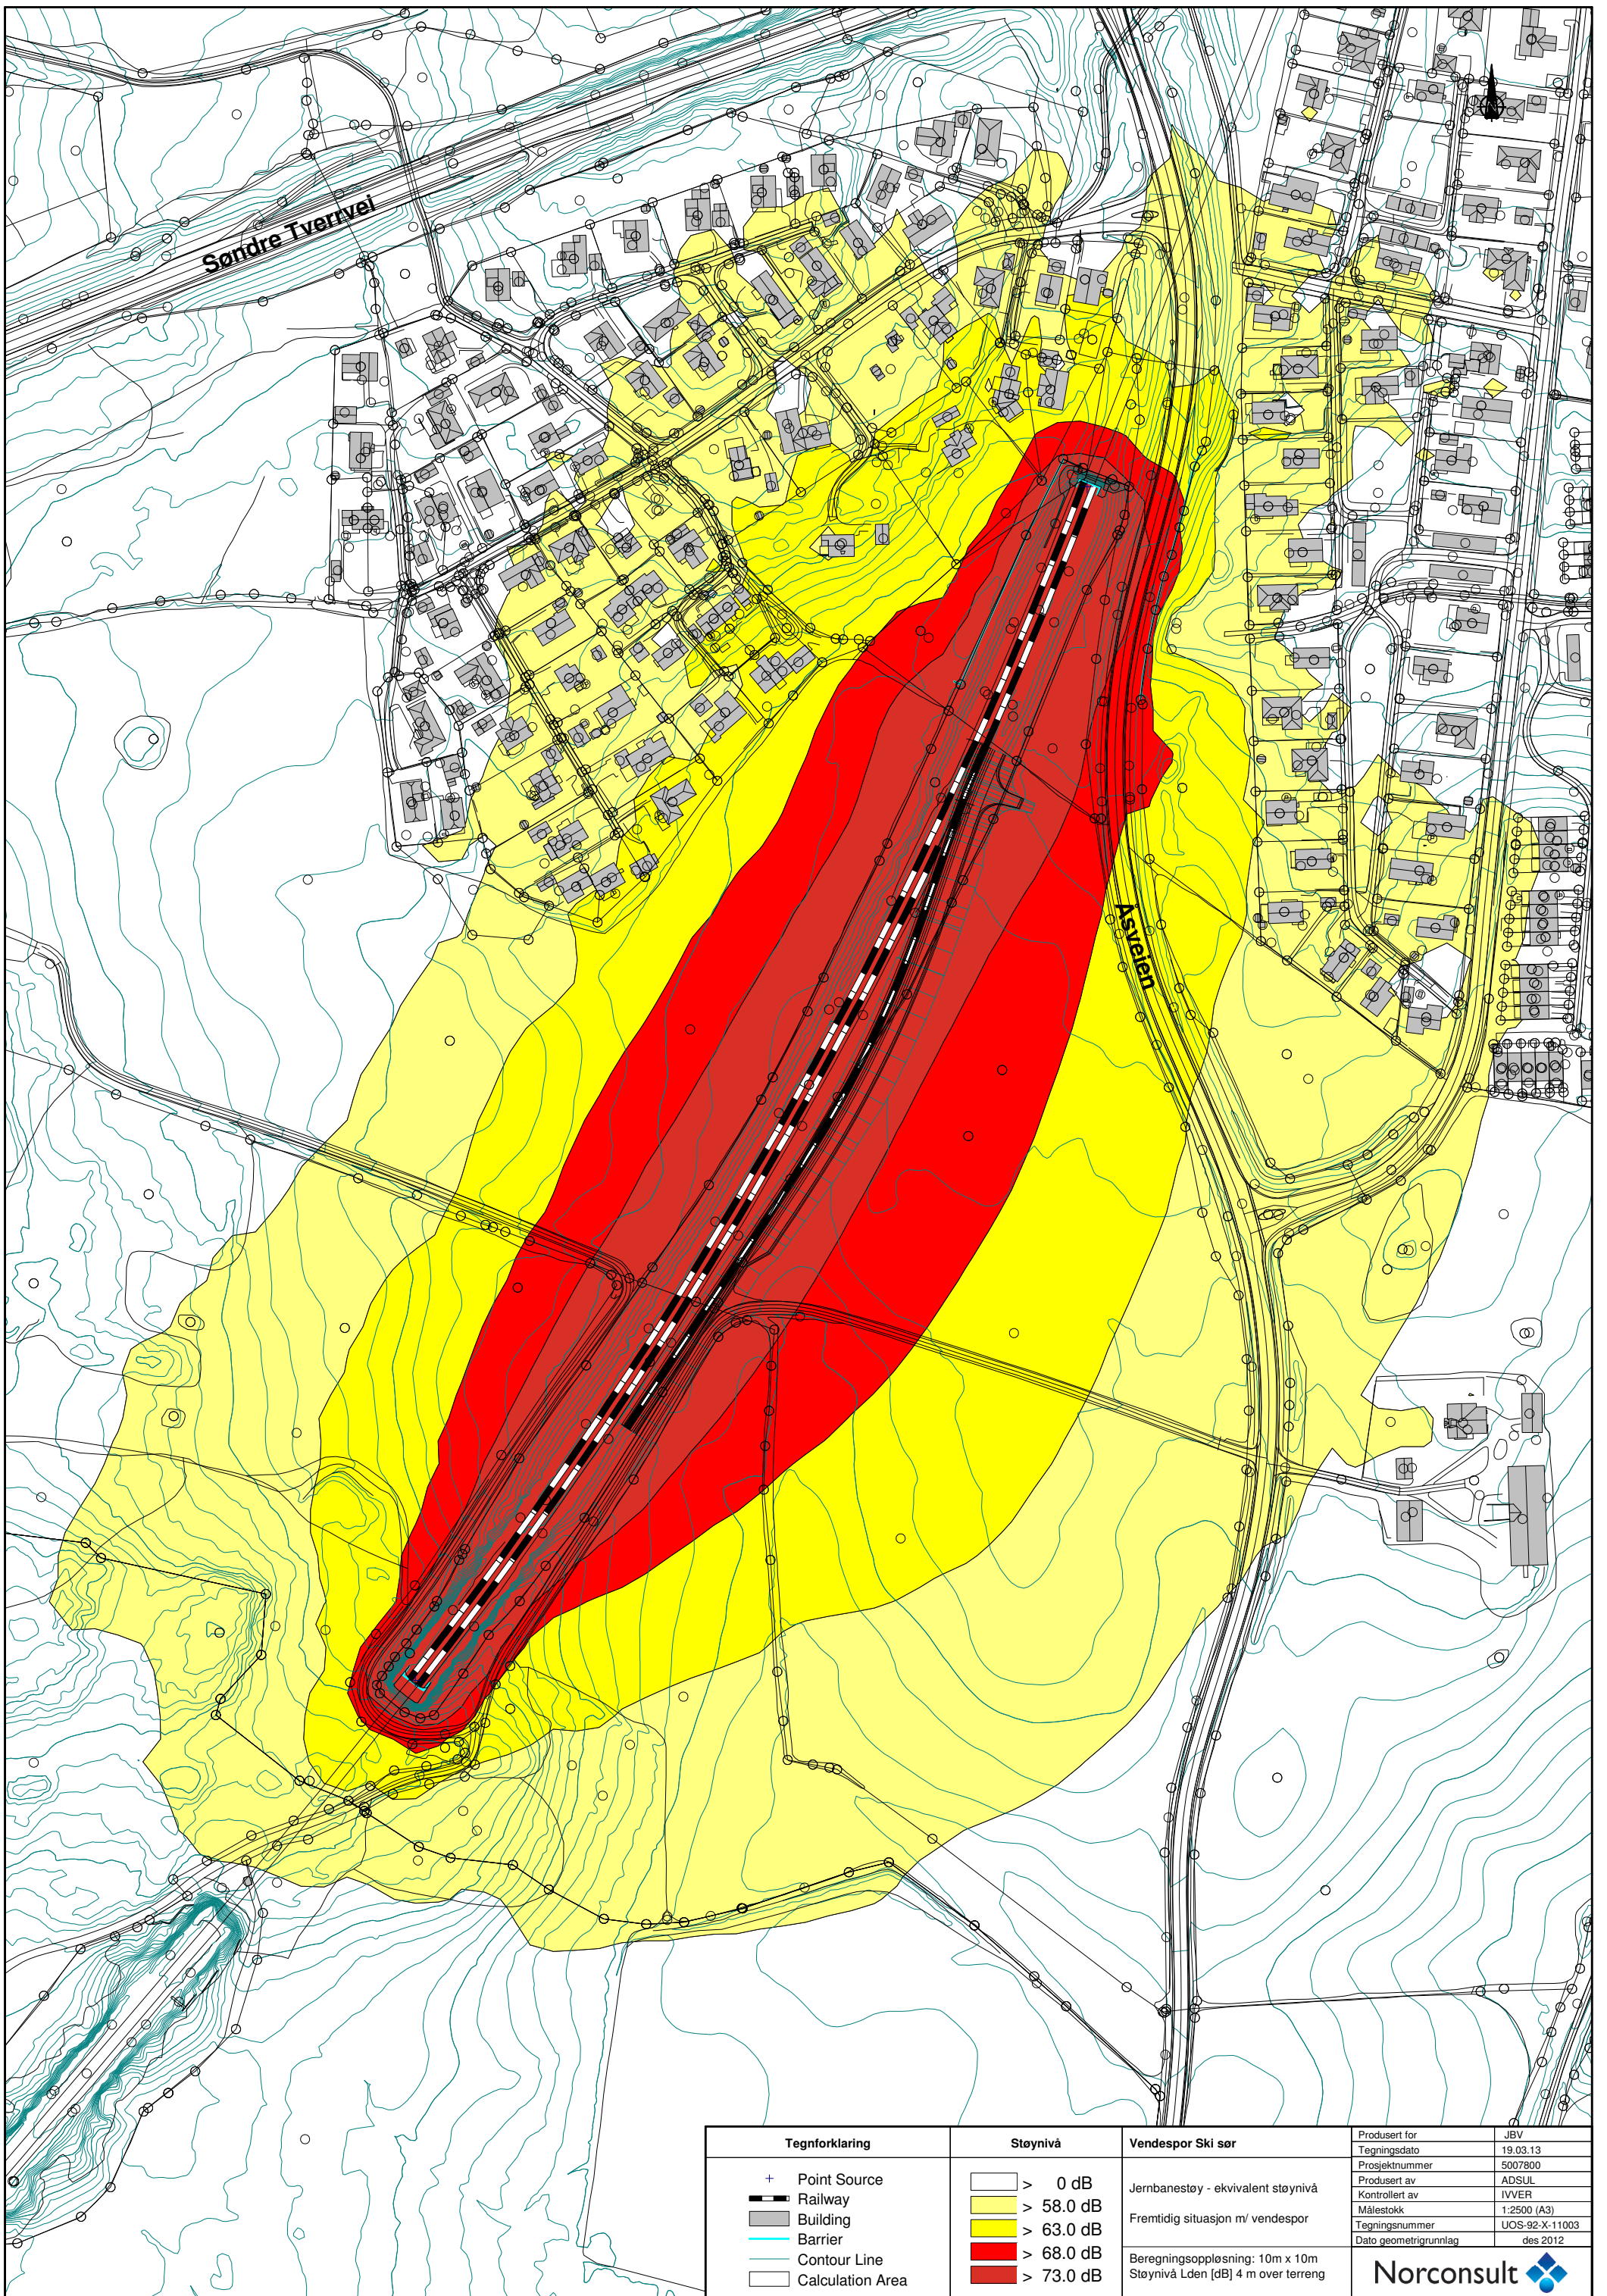 Søndre Tverrvei
Åsveien
Tegnforklaring
Point Source
Railway
Building
Barrier
Contour Line
Calculation Area
Støynivå
> 0 dB
> 58.0 dB
> 63.0 dB
> 68.0 dB
> 73.0 dB
Vendespor Ski sør
Jernbanestøy - ekvivalent støynivå
Fremtidig situasjon m/ vendespor
Beregningsoppløsning: 10m x 10m
Støynivå Lden [dB] 4 m over terreng
Produsert for JBV
Tegningsdato 19.03.13
Prosjektnummer 5007800
Produsert av ADSUL
Kontrollert av IVVER
Målestokk 1:2500 (A3)
Tegningsnummer UOS-92-X-11003
Dato geometrigrunnlag des 2012
Norconsult